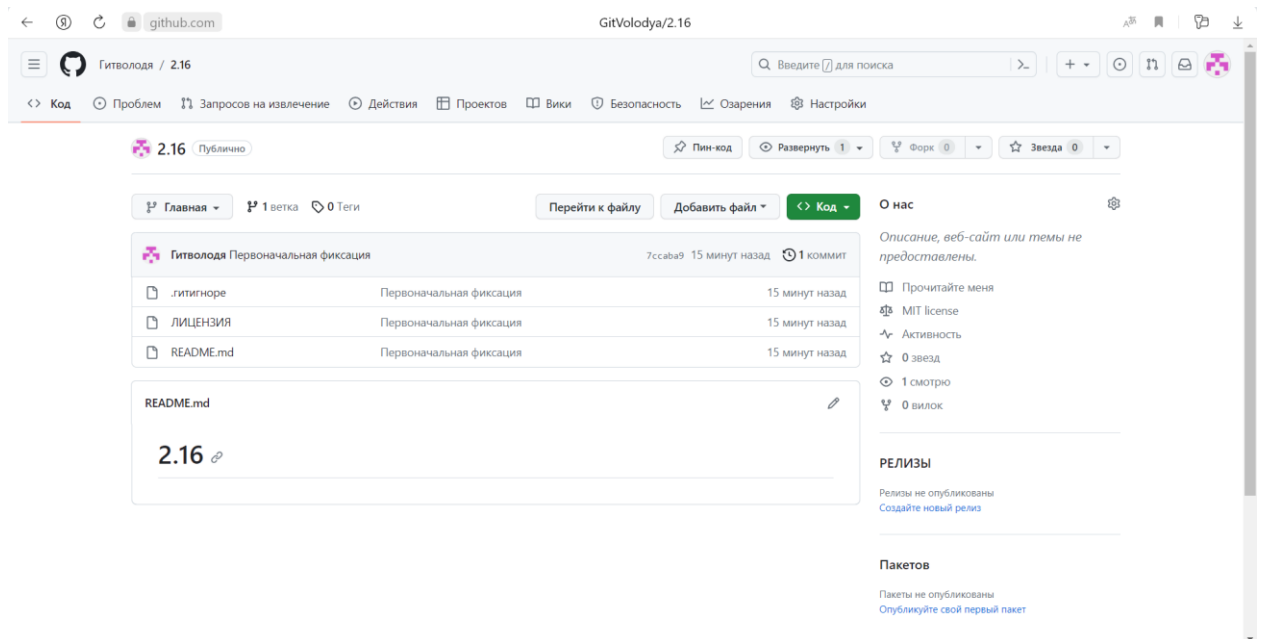 github.com
GitVolodya/2.16
Гитволодя / 2.16
Введите / для поиска
Код
Проблем
Запросов на извлечение
Действия
Проектов
Вики
Безопасность
Озарения
Настройки
2.16 Публично
Пин-код
Развернуть 1
Форк 0
Звезда 0
Главная
1 ветка
0 Теги
Перейти к файлу
Добавить файл
<> Код
Гитволодя Первоначальная фиксация
7ccaba9 15 минут назад
1 коммит
.гитигноре Первоначальная фиксация 15 минут назад
ЛИЦЕНЗИЯ Первоначальная фиксация 15 минут назад
README.md Первоначальная фиксация 15 минут назад
README.md
2.16
О нас
Описание, веб-сайт или темы не
предоставлены.
Прочитайте меня
MIT license
Активность
0 звезд
1 смотрю
0 вилок
РЕЛИЗЫ
Релизы не опубликованы
Создайте новый релиз
Пакетов
Пакеты не опубликованы
Опубликуйте свой первый пакет